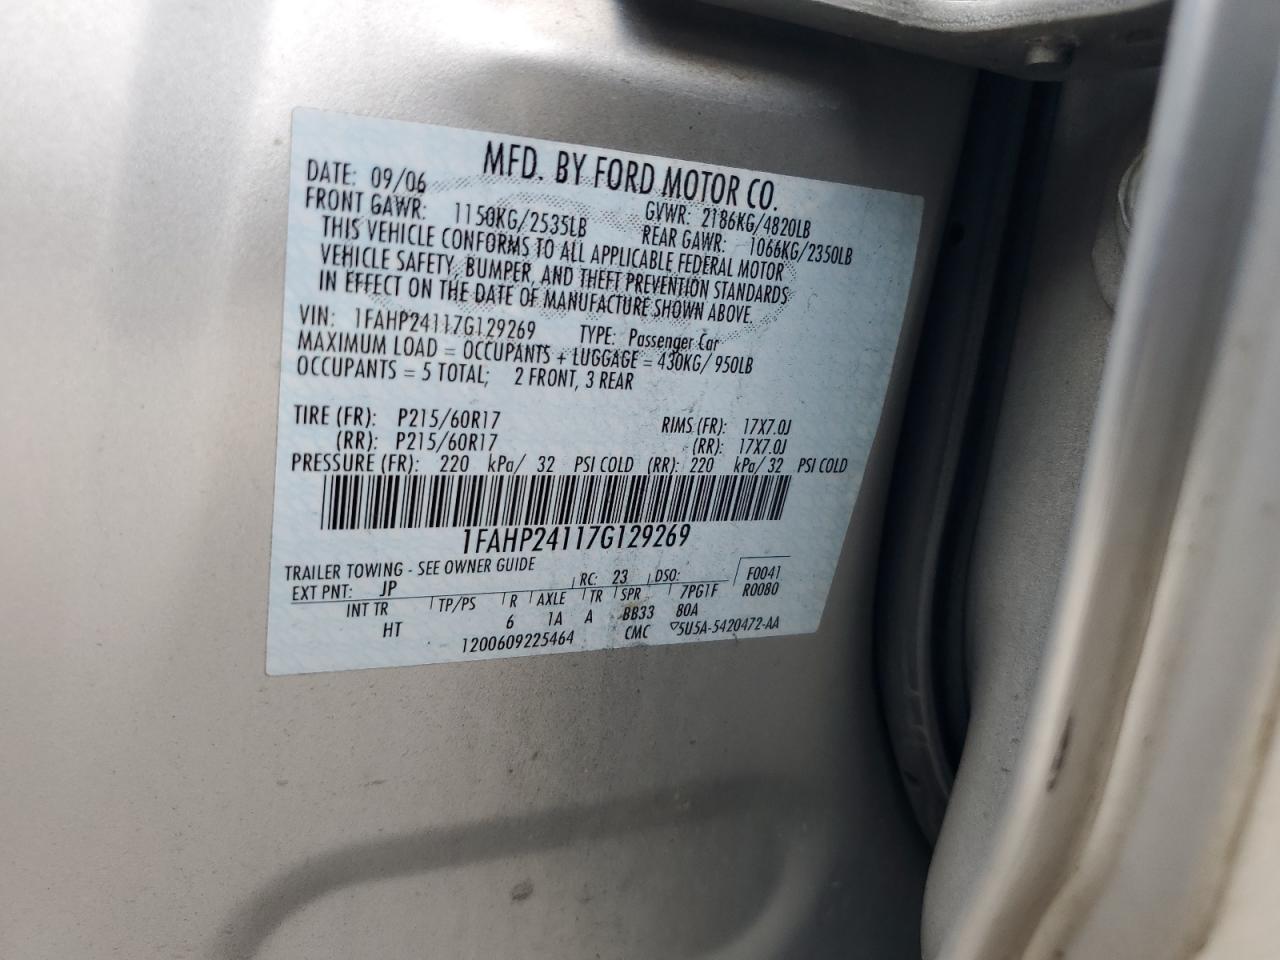 MFD. BY FORD MOTOR CO.
DATE: 09/06 GVWR: 2186KG/4820LB
FRONT GAWR: 1150KG/2535LB REAR GAWR: 1066KG/2350LB
THIS VEHICLE CONFORMS TO ALL APPLICABLE FEDERAL MOTOR
VEHICLE SAFETY, BUMPER, AND THEFT PREVENTION STANDARDS
IN EFFECT ON THE DATE OF MANUFACTURE SHOWN ABOVE.
VIN: 1FAHP24117G129269 TYPE: Passenger Car
MAXIMUM LOAD = OCCUPANTS + LUGGAGE = 430KG/ 950LB
OCCUPANTS = 5 TOTAL; 2 FRONT, 3 REAR
TIRE (FR): P215/60R17 RIMS (FR): 17X7.0J
(RR): P215/60R17 (RR): 17X7.0J
PRESSURE (FR): 220 kPa/ 32 PSI COLD (RR): 220 kPa/ 32 PSI COLD
1FAHP24117G129269
TRAILER TOWING - SEE OWNER GUIDE
EXT PNT: JP RC: 23 DSO: F0041
INT TR TP/PS R AXLE TR SPR 7PG1F R0080
HT 6 1A A BB33 80A
1200609225464 CMC ▽5U5A-5420472-AA